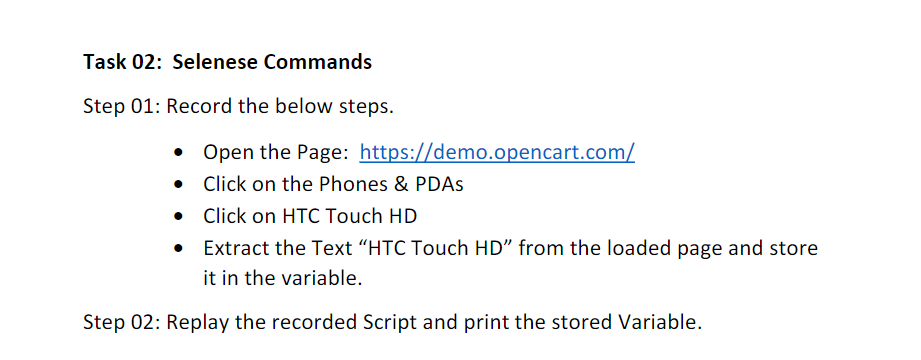 Task 02:  Selenese Commands
Step 01: Record the below steps.
• Open the Page:  https://demo.opencart.com/
• Click on the Phones & PDAs
• Click on HTC Touch HD
• Extract the Text “HTC Touch HD” from the loaded page and store
it in the variable.
Step 02: Replay the recorded Script and print the stored Variable.